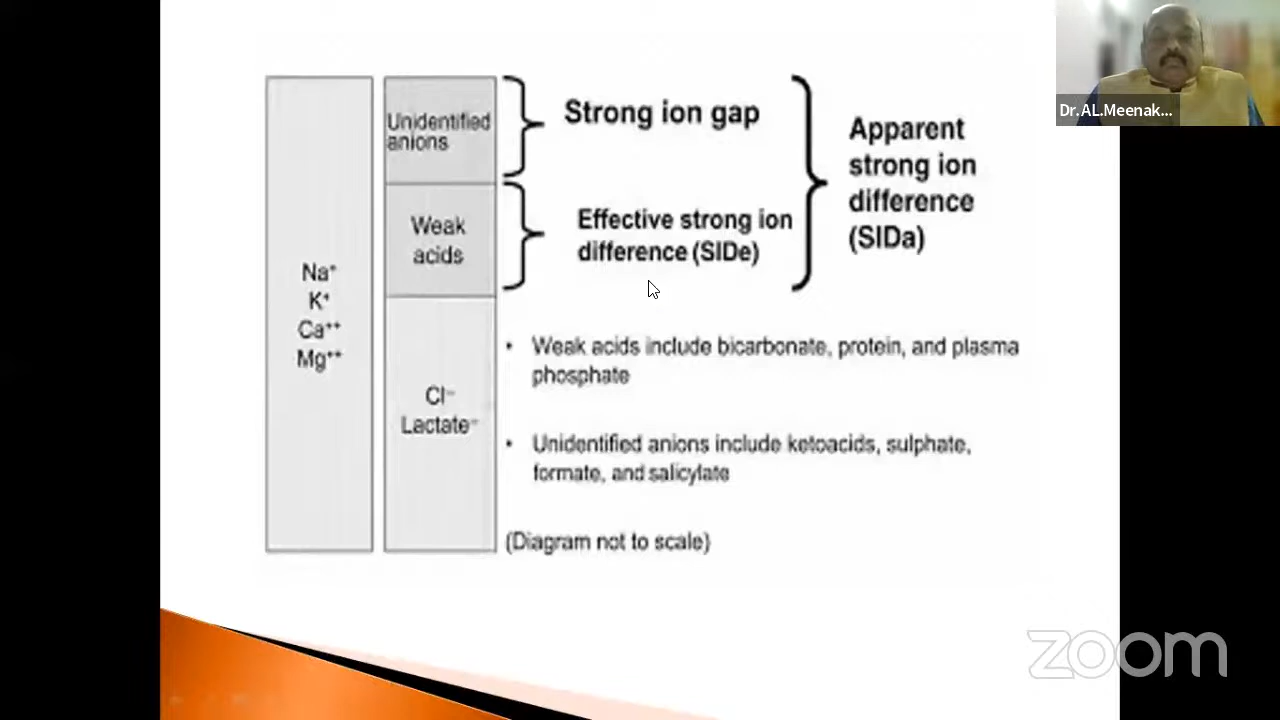 Na⁺
K⁺
Ca⁺⁺
Mg⁺⁺
Unidentified
anions
Weak
acids
Cl⁻
Lactate⁻
Strong ion gap
Effective strong ion
difference (SIDe)
Apparent
strong ion
difference
(SIDa)
• Weak acids include bicarbonate, protein, and plasma
phosphate
• Unidentified anions include ketoacids, sulphate,
formate, and salicylate
(Diagram not to scale)
Dr.AL.Meenak...
zoom